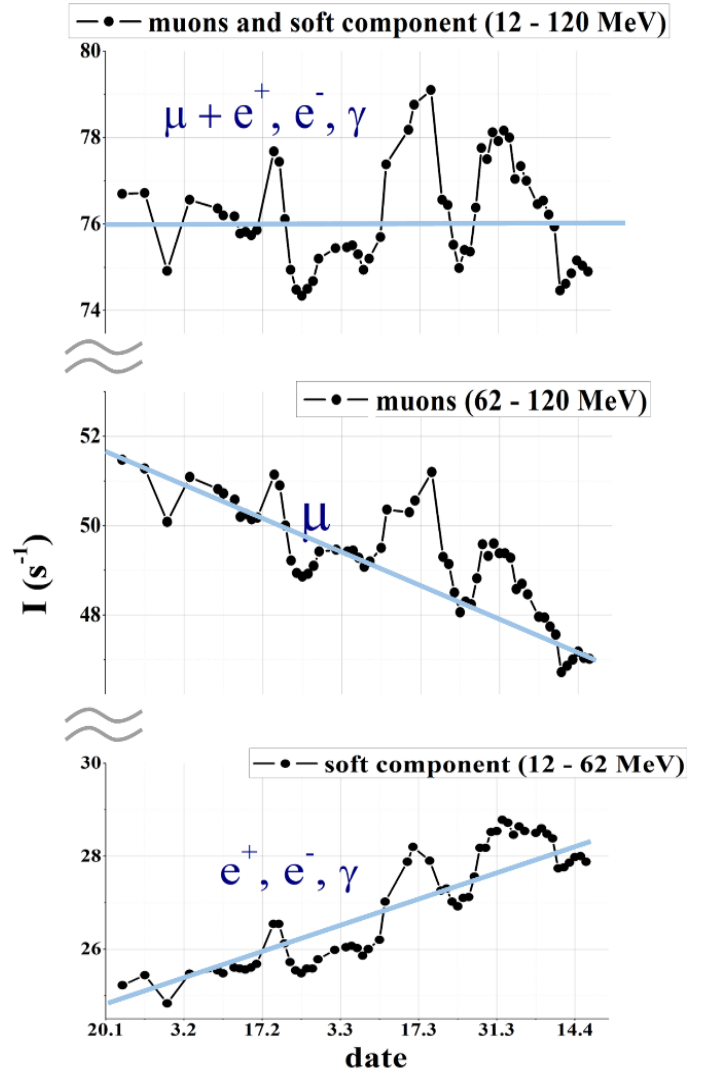 muons and soft component (12 - 120 MeV)
80
μ + e⁺, e⁻, γ
78
76
74
muons (62 - 120 MeV)
52
μ
50
48
I (s⁻¹)
soft component (12 - 62 MeV)
30
28
e⁺, e⁻, γ
26
20.1 3.2 17.2 3.3 17.3 31.3 14.4
date